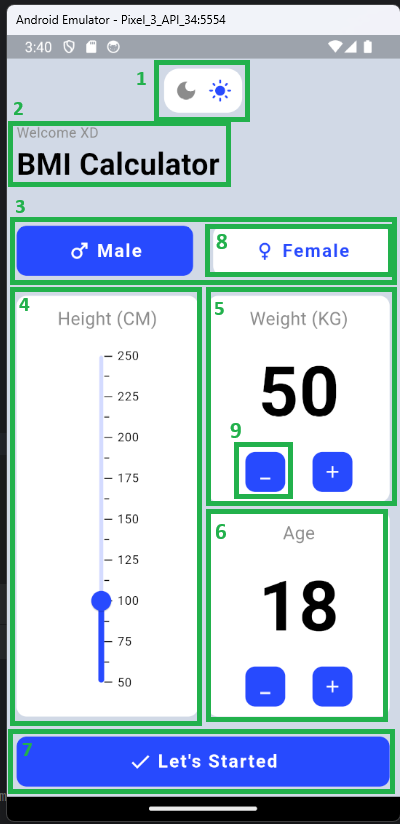 Android Emulator - Pixel_3_API_34:5554
3:40
1
2
Welcome XD
BMI Calculator
3
Male
8
Female
4
Height (CM)
250
225
200
175
150
125
100
75
50
5
Weight (KG)
50
9
_
+
6
Age
18
_
+
7
Let's Started
m